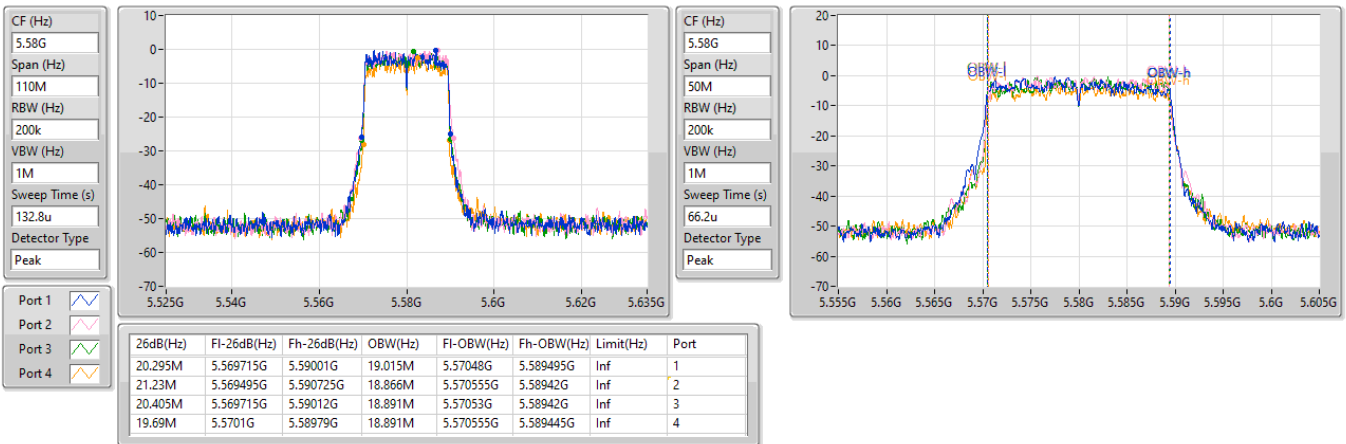 CF (Hz)
5.58G
Span (Hz)
110M
RBW (Hz)
200k
VBW (Hz)
1M
Sweep Time (s)
132.8u
Detector Type
Peak
10
0
-10
-20
-30
-40
-50
-60
-70
5.525G 5.54G 5.56G 5.58G 5.6G 5.62G 5.635G
CF (Hz)
5.58G
Span (Hz)
50M
RBW (Hz)
200k
VBW (Hz)
1M
Sweep Time (s)
66.2u
Detector Type
Peak
20
10
0
-10
-20
-30
-40
-50
-60
-70
OBW-l
OBW-h
5.555G 5.56G 5.565G 5.57G 5.575G 5.58G 5.585G 5.59G 5.595G 5.6G 5.605G
Port 1
Port 2
Port 3
Port 4
26dB(Hz) Fl-26dB(Hz) Fh-26dB(Hz) OBW(Hz) Fl-OBW(Hz) Fh-OBW(Hz) Limit(Hz) Port
20.295M 5.569715G 5.59001G 19.015M 5.57048G 5.589495G Inf 1
21.23M 5.569495G 5.590725G 18.866M 5.570555G 5.58942G Inf 2
20.405M 5.569715G 5.59012G 18.891M 5.57053G 5.58942G Inf 3
19.69M 5.5701G 5.58979G 18.891M 5.570555G 5.589445G Inf 4